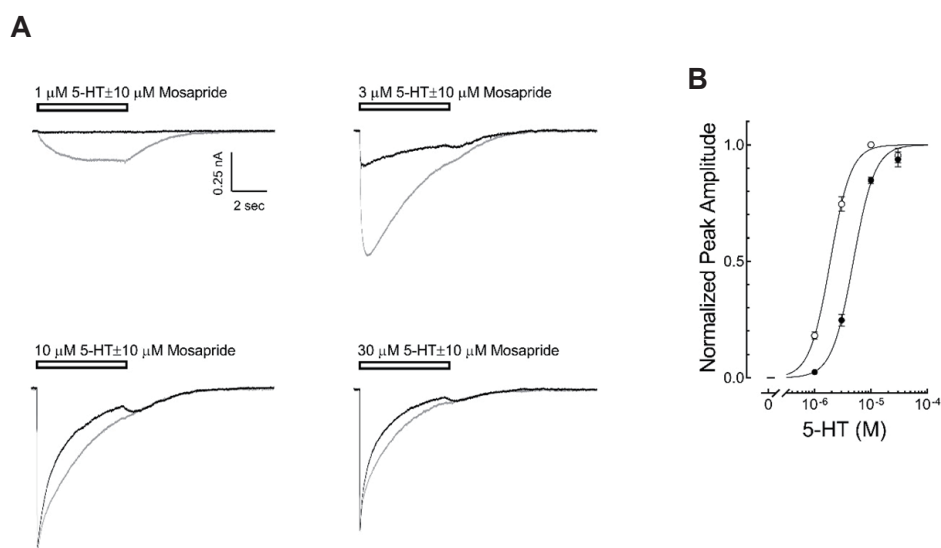 A
1 μM 5-HT±10 μM Mosapride
3 μM 5-HT±10 μM Mosapride
0.25 nA
2 sec
10 μM 5-HT±10 μM Mosapride
30 μM 5-HT±10 μM Mosapride
B
Normalized Peak Amplitude
1.0
0.5
0.0
0 10⁻⁶ 10⁻⁵ 10⁻⁴
5-HT (M)